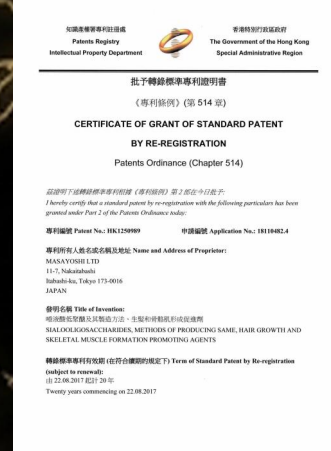 知識產權署專利註冊處
Patents Registry
Intellectual Property Department
香港特別行政區政府
The Government of the Hong Kong
Special Administrative Region
批予轉錄標準專利證明書
《專利條例》(第 514 章)
CERTIFICATE OF GRANT OF STANDARD PATENT
BY RE-REGISTRATION
Patents Ordinance (Chapter 514)
茲證明下述轉錄標準專利根據《專利條例》第 2 部在今日批予:
I hereby certify that a standard patent by re-registration with the following particulars has been
granted under Part 2 of the Patents Ordinance today:
專利編號 Patent No.: HK1250989 申請編號 Application No.: 18110482.4
專利所有人姓名或名稱及地址 Name and Address of Proprietor:
MASAYOSHI LTD
11-7, Nakaitabashi
Itabashi-ku, Tokyo 173-0016
JAPAN
發明名稱 Title of Invention:
唾液酸低聚醣及其製造方法、生髮和骨骼肌形成促進劑
SIALOOLIGOSACCHARIDES, METHODS OF PRODUCING SAME, HAIR GROWTH AND
SKELETAL MUSCLE FORMATION PROMOTING AGENTS
轉錄標準專利有效期 (在符合續期的規定下) Term of Standard Patent by Re-registration
(subject to renewal):
由 22.08.2017 起計 20 年
Twenty years commencing on 22.08.2017